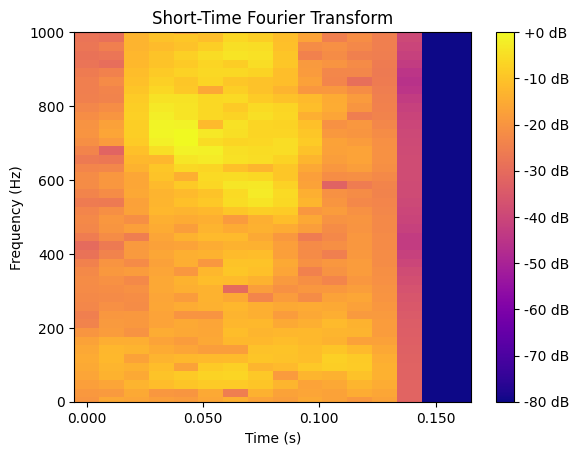 Short-Time Fourier Transform
1000
800
600
400
200
0
Frequency (Hz)
0.000
0.050
0.100
0.150
Time (s)
+0 dB
-10 dB
-20 dB
-30 dB
-40 dB
-50 dB
-60 dB
-70 dB
-80 dB